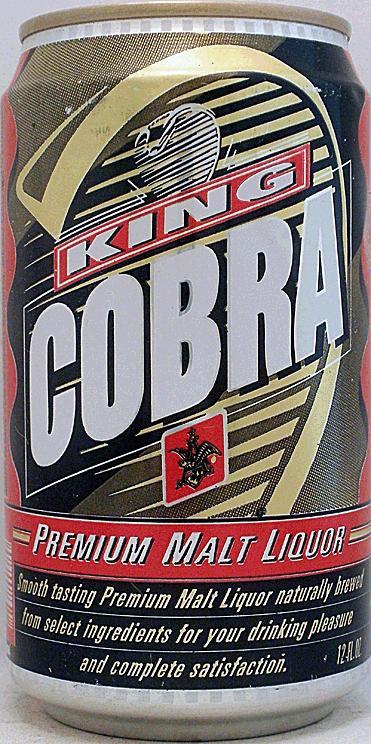 KING
COBRA
PREMIUM MALT LIQUOR
Smooth tasting Premium Malt Liquor naturally brewed
from select ingredients for your drinking pleasure
and complete satisfaction.
12 FL. OZ.